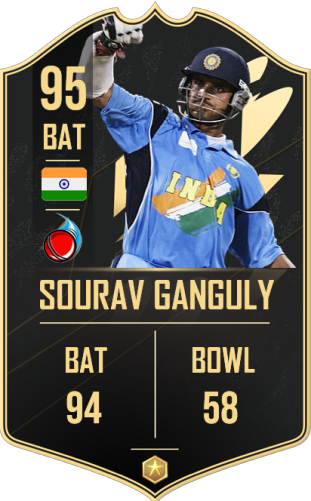 95
BAT
INDIA
SOURAV GANGULY
BAT
94
BOWL
58